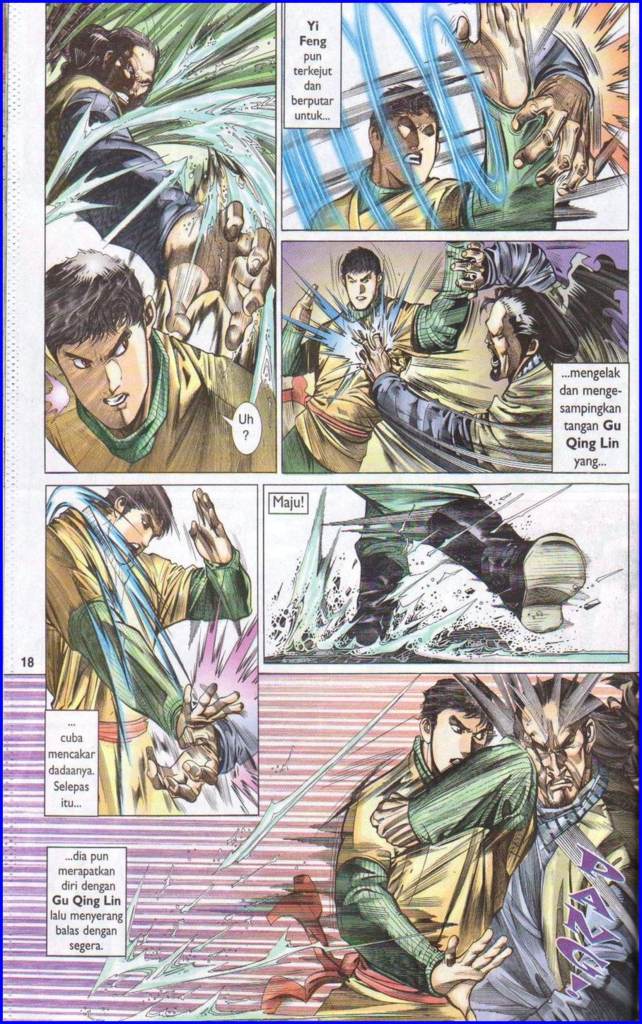 Uh
?
Yi
Feng
pun
terkejut
dan
berputar
untuk...
...mengelak
dan menge-
sampingkan
tangan Gu
Qing Lin
yang...
...
cuba
mencakar
dadaanya.
Selepas
itu...
Maju!
...dia pun
merapatkan
diri dengan
Gu Qing Lin
lalu menyerang
balas dengan
segera.
18